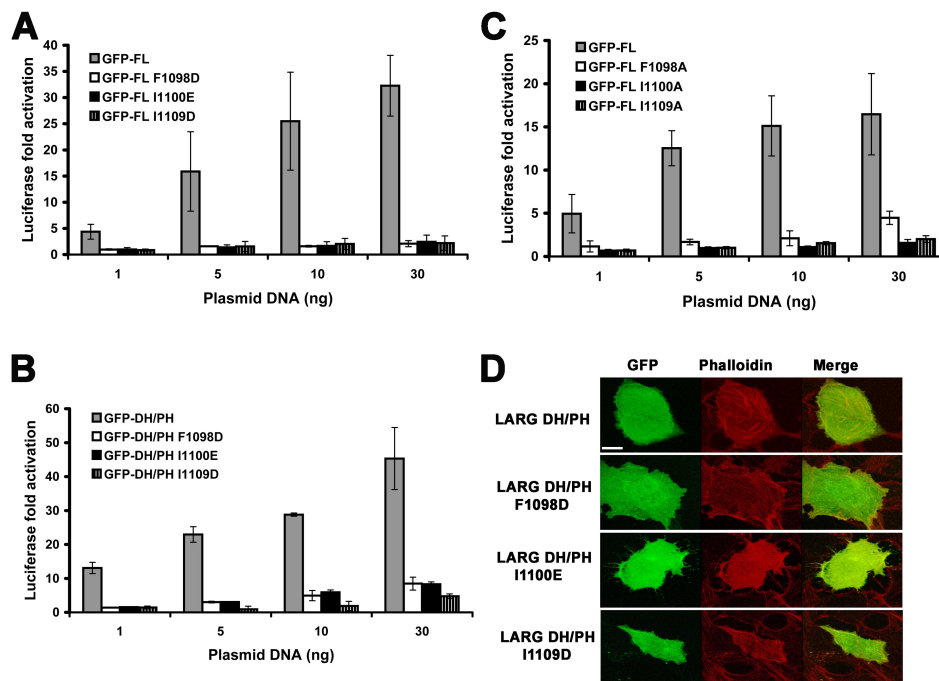 A
Luciferase fold activation
40
35
30
25
20
15
10
5
0
GFP-FL
GFP-FL F1098D
GFP-FL I1100E
GFP-FL I1109D
1 5 10 30
Plasmid DNA (ng)
C
Luciferase fold activation
25
20
15
10
5
0
GFP-FL
GFP-FL F1098A
GFP-FL I1100A
GFP-FL I1109A
1 5 10 30
Plasmid DNA (ng)
B
Luciferase fold activation
60
50
40
30
20
10
0
GFP-DH/PH
GFP-DH/PH F1098D
GFP-DH/PH I1100E
GFP-DH/PH I1109D
1 5 10 30
Plasmid DNA (ng)
D
GFP Phalloidin Merge
LARG DH/PH
LARG DH/PH
F1098D
LARG DH/PH
I1100E
LARG DH/PH
I1109D